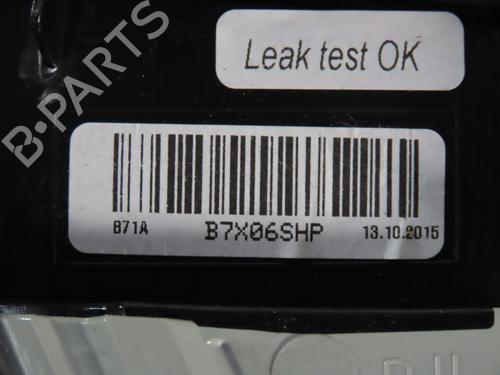 B-PARTS
Leak test OK
B71A B7X06SHP 13.10.2015